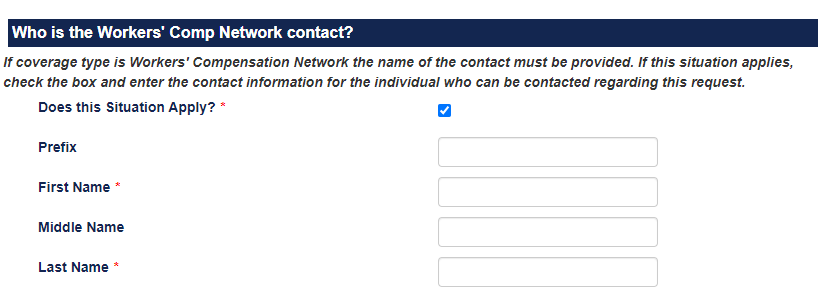 Who is the Workers' Comp Network contact?
If coverage type is Workers' Compensation Network the name of the contact must be provided. If this situation applies,
check the box and enter the contact information for the individual who can be contacted regarding this request.
Does this Situation Apply? *
Prefix
First Name *
Middle Name
Last Name *